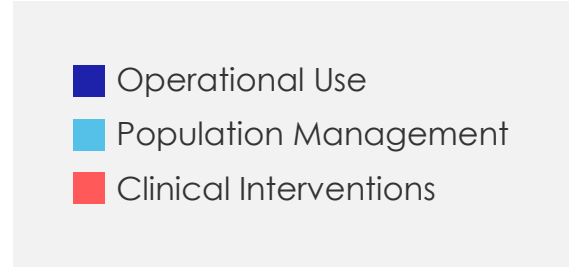 Operational Use
Population Management
Clinical Interventions